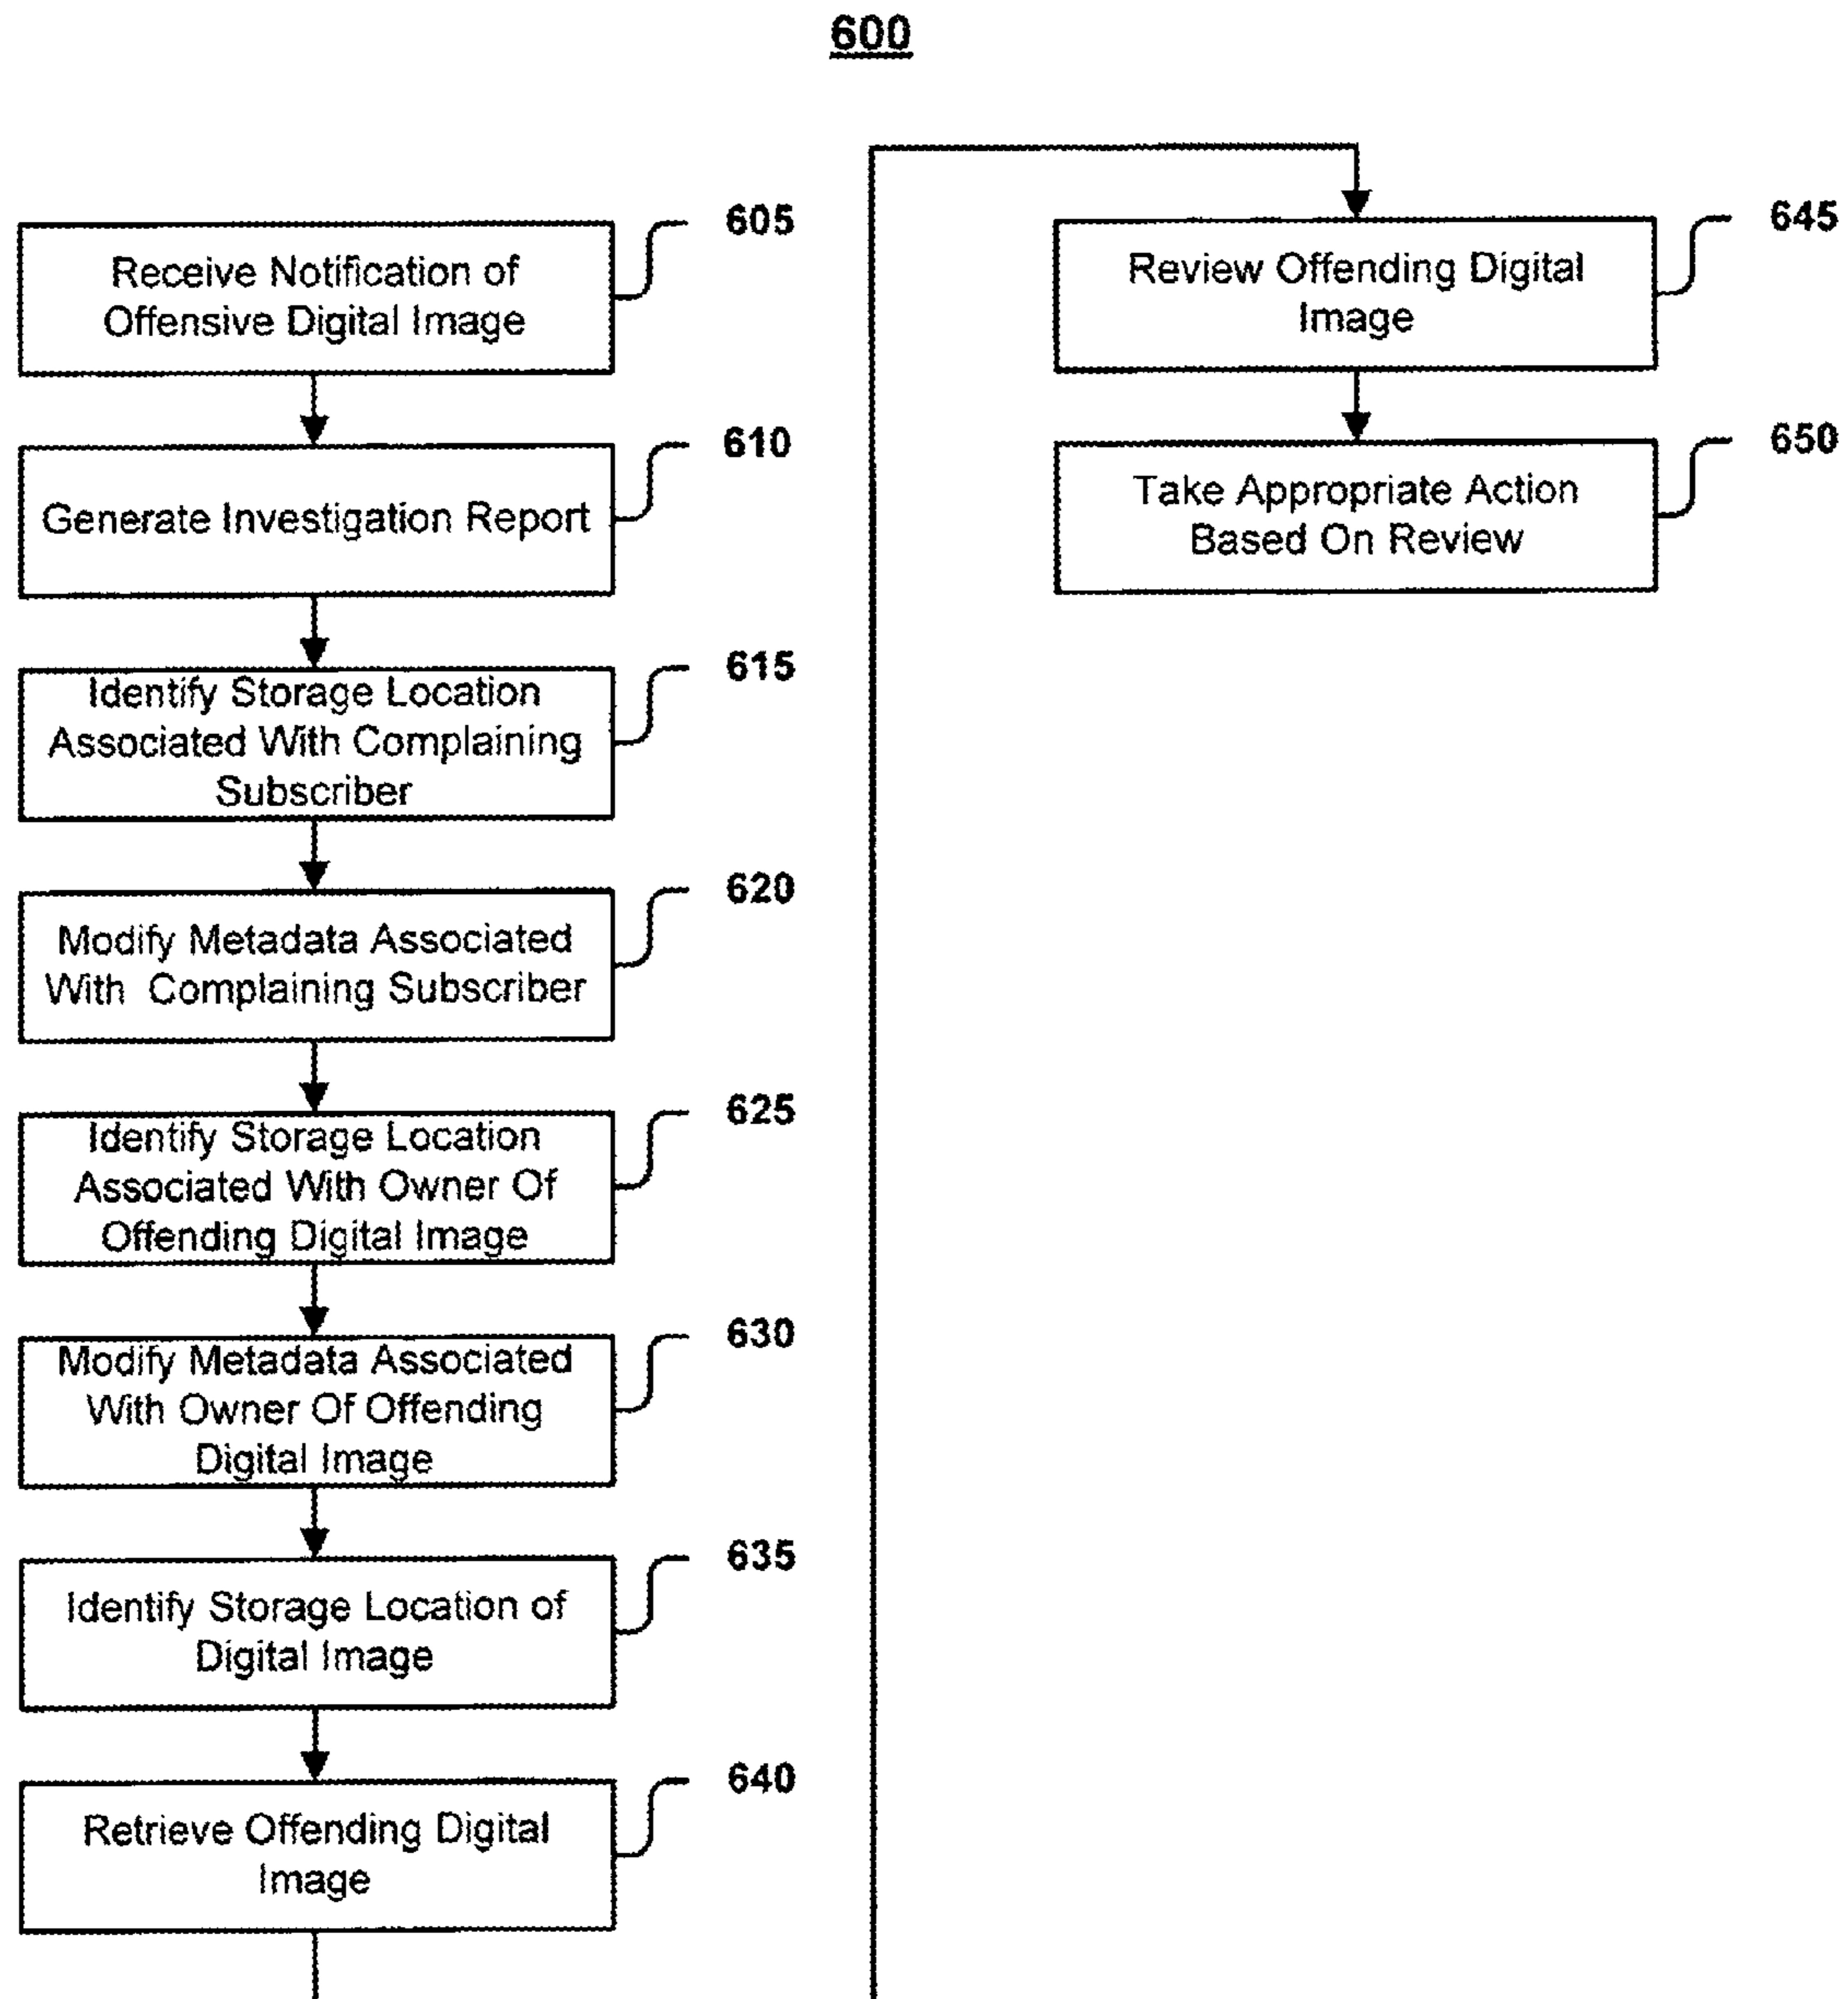 600
605
Receive Notification of
Offensive Digital Image
610
Generate Investigation Report
615
Identify Storage Location
Associated With Complaining
Subscriber
620
Modify Metadata Associated
With Complaining Subscriber
625
Identify Storage Location
Associated With Owner Of
Offending Digital Image
630
Modify Metadata Associated
With Owner Of Offending
Digital Image
635
Identify Storage Location of
Digital Image
640
Retrieve Offending Digital
Image
645
Review Offending Digital
Image
650
Take Appropriate Action
Based On Review